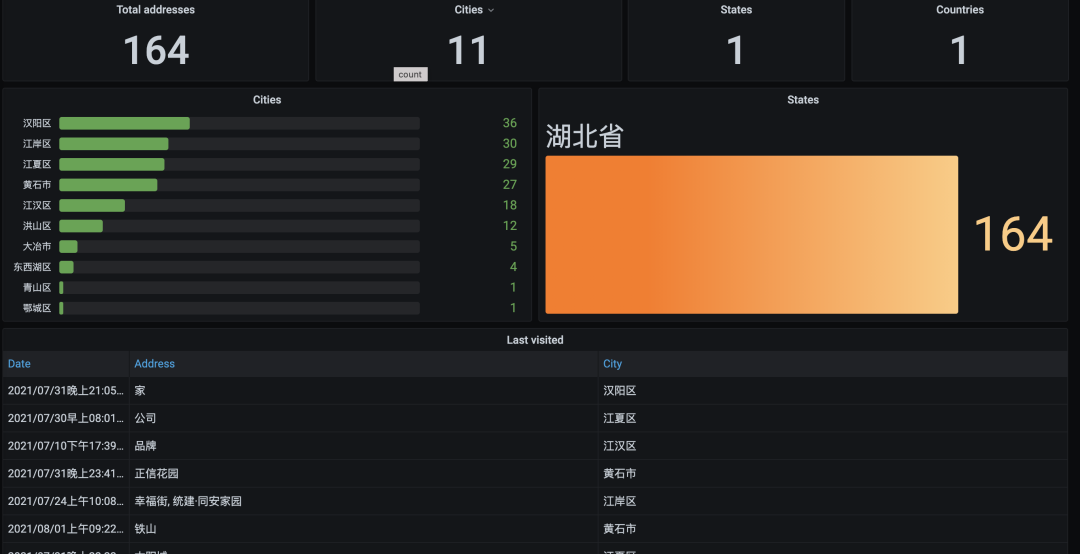 Total addresses
Cities
States
Countries
164
11
1
1
count
Cities
States
汉阳区 36
江岸区 30
江夏区 29
黄石市 27
江汉区 18
洪山区 12
大冶市 5
东西湖区 4
青山区 1
鄂城区 1
湖北省
164
Last visited
Date Address City
2021/07/31晚上21:05... 家 汉阳区
2021/07/30早上08:01... 公司 江夏区
2021/07/10下午17:39... 品牌 江汉区
2021/07/31晚上23:41... 正信花园 黄石市
2021/07/24上午10:08... 幸福街, 统建·同安家园 江岸区
2021/08/01上午09:22... 铁山 黄石市